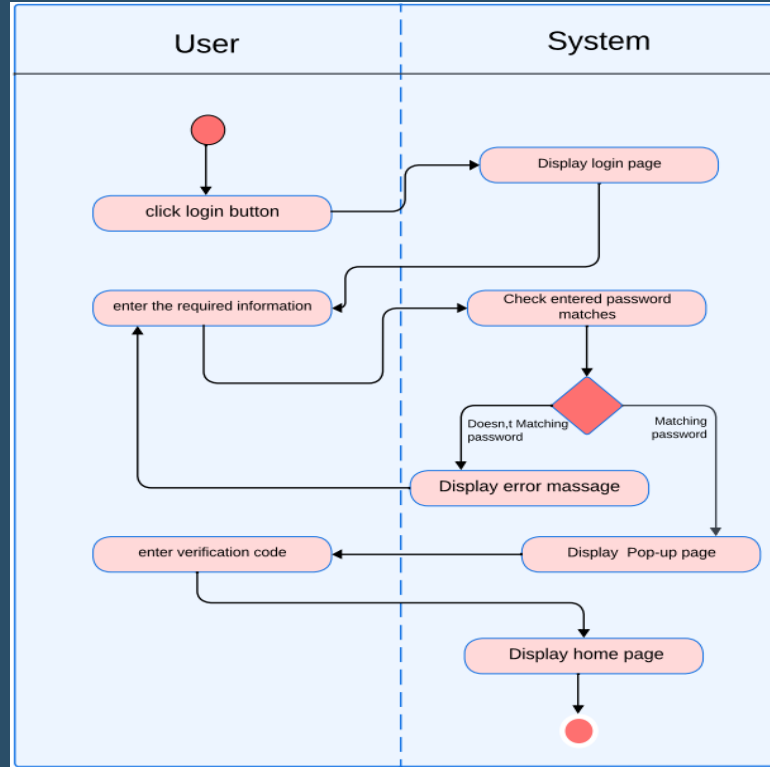 User
System
Display login page
click login button
enter the required information
Check entered password
matches
Doesn,t Matching
password
Matching
password
Display error massage
enter verification code
Display Pop-up page
Display home page